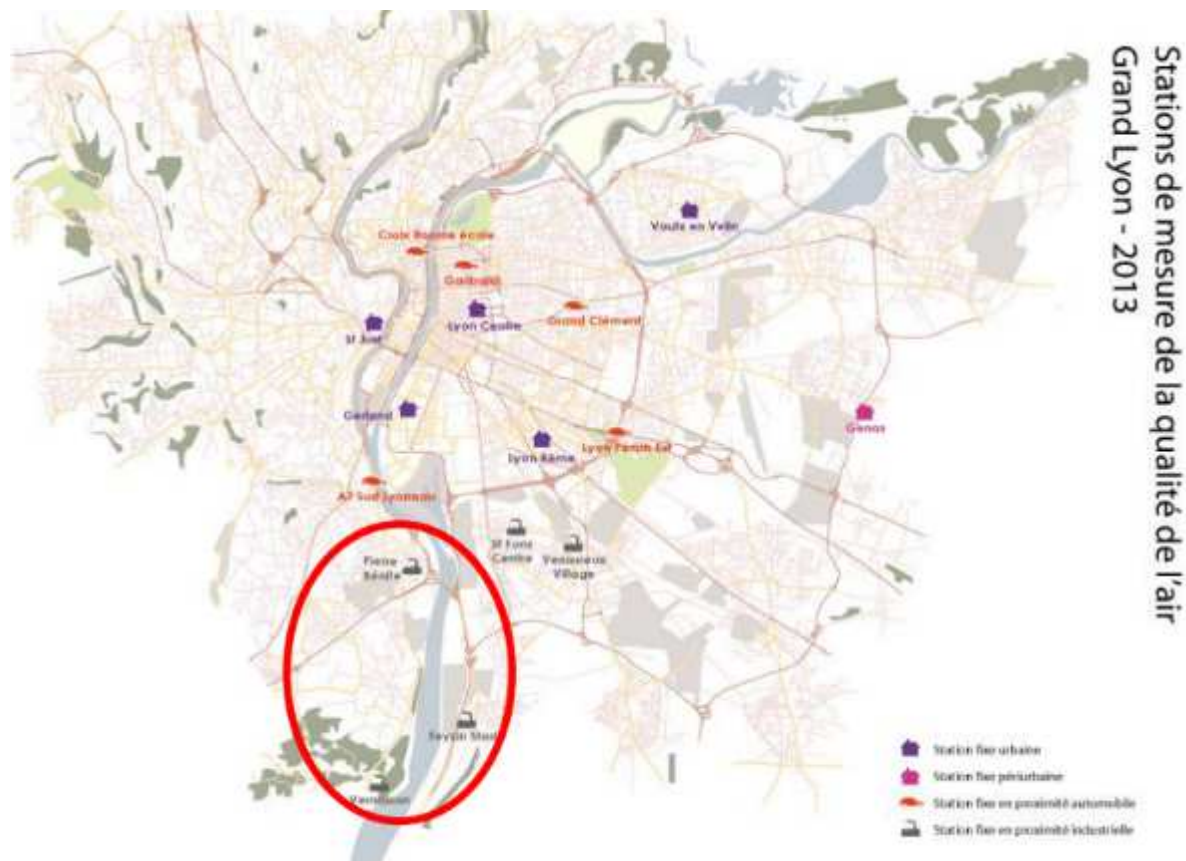 Stations de mesure de la qualité de l'air
Grand Lyon - 2013
Vaulx en Velin
Croix Rousse école
Garibaldi
Lyon Centre
Grand Clément
St Just
Gerland
Genas
Lyon 8ème
Lyon Périph Est
A7 Sud Lyonnais
St Fons
Centre
Venissieux
Village
Pierre
Bénite
Feyzin Stade
Vernaison
Station fixe urbaine
Station fixe périurbaine
Station fixe en proximité automobile
Station fixe en proximité industrielle